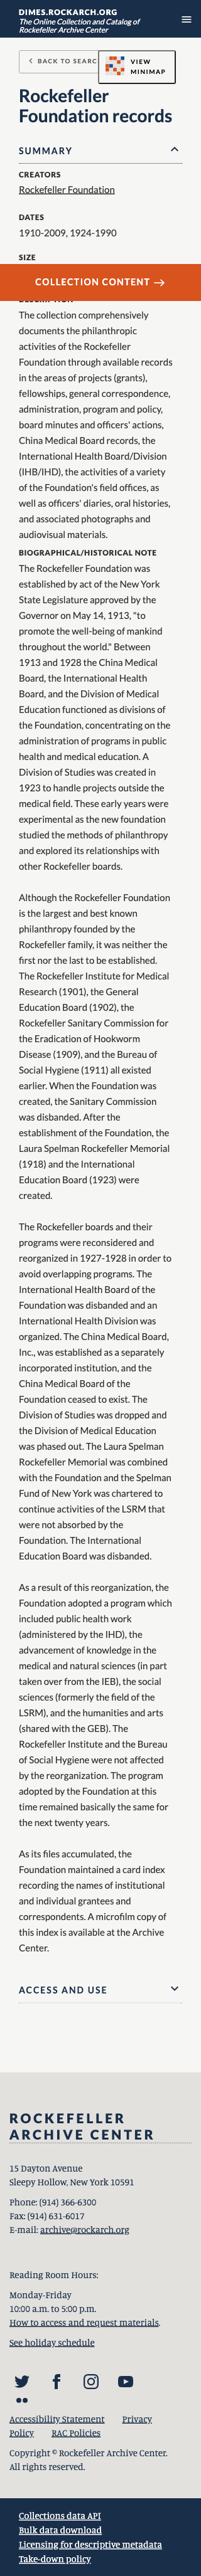 DIMES.ROCKARCH.ORG
The Online Collection and Catalog of
Rockefeller Archive Center
BACK TO SEARC
VIEW
MINIMAP
Rockefeller
Foundation records
SUMMARY
CREATORS
Rockefeller Foundation
DATES
1910-2009, 1924-1990
SIZE
COLLECTION CONTENT →
DESCRIPTION
The collection comprehensively
documents the philanthropic
activities of the Rockefeller
Foundation through available records
in the areas of projects (grants),
fellowships, general correspondence,
administration, program and policy,
board minutes and officers' actions,
China Medical Board records, the
International Health Board/Division
(IHB/IHD), the activities of a variety
of the Foundation's field offices, as
well as officers' diaries, oral histories,
and associated photographs and
audiovisual materials.
BIOGRAPHICAL/HISTORICAL NOTE
The Rockefeller Foundation was
established by act of the New York
State Legislature approved by the
Governor on May 14, 1913, "to
promote the well-being of mankind
throughout the world." Between
1913 and 1928 the China Medical
Board, the International Health
Board, and the Division of Medical
Education functioned as divisions of
the Foundation, concentrating on the
administration of programs in public
health and medical education. A
Division of Studies was created in
1923 to handle projects outside the
medical field. These early years were
experimental as the new foundation
studied the methods of philanthropy
and explored its relationships with
other Rockefeller boards.
Although the Rockefeller Foundation
is the largest and best known
philanthropy founded by the
Rockefeller family, it was neither the
first nor the last to be established.
The Rockefeller Institute for Medical
Research (1901), the General
Education Board (1902), the
Rockefeller Sanitary Commission for
the Eradication of Hookworm
Disease (1909), and the Bureau of
Social Hygiene (1911) all existed
earlier. When the Foundation was
created, the Sanitary Commission
was disbanded. After the
establishment of the Foundation, the
Laura Spelman Rockefeller Memorial
(1918) and the International
Education Board (1923) were
created.
The Rockefeller boards and their
programs were reconsidered and
reorganized in 1927-1928 in order to
avoid overlapping programs. The
International Health Board of the
Foundation was disbanded and an
International Health Division was
organized. The China Medical Board,
Inc., was established as a separately
incorporated institution, and the
China Medical Board of the
Foundation ceased to exist. The
Division of Studies was dropped and
the Division of Medical Education
was phased out. The Laura Spelman
Rockefeller Memorial was combined
with the Foundation and the Spelman
Fund of New York was chartered to
continue activities of the LSRM that
were not absorbed by the
Foundation. The International
Education Board was disbanded.
As a result of this reorganization, the
Foundation adopted a program which
included public health work
(administered by the IHD), the
advancement of knowledge in the
medical and natural sciences (in part
taken over from the IEB), the social
sciences (formerly the field of the
LSRM), and the humanities and arts
(shared with the GEB). The
Rockefeller Institute and the Bureau
of Social Hygiene were not affected
by the reorganization. The program
adopted by the Foundation at this
time remained basically the same for
the next twenty years.
As its files accumulated, the
Foundation maintained a card index
recording the names of institutional
and individual grantees and
correspondents. A microfilm copy of
this index is available at the Archive
Center.
ACCESS AND USE
ROCKEFELLER
ARCHIVE CENTER
15 Dayton Avenue
Sleepy Hollow, New York 10591
Phone: (914) 366-6300
Fax: (914) 631-6017
E-mail: archive@rockarch.org
Reading Room Hours:
Monday-Friday
10:00 a.m. to 5:00 p.m.
How to access and request materials.
See holiday schedule
Accessibility Statement Privacy
Policy RAC Policies
Copyright © Rockefeller Archive Center.
All rights reserved.
Collections data API
Bulk data download
Licensing for descriptive metadata
Take-down policy